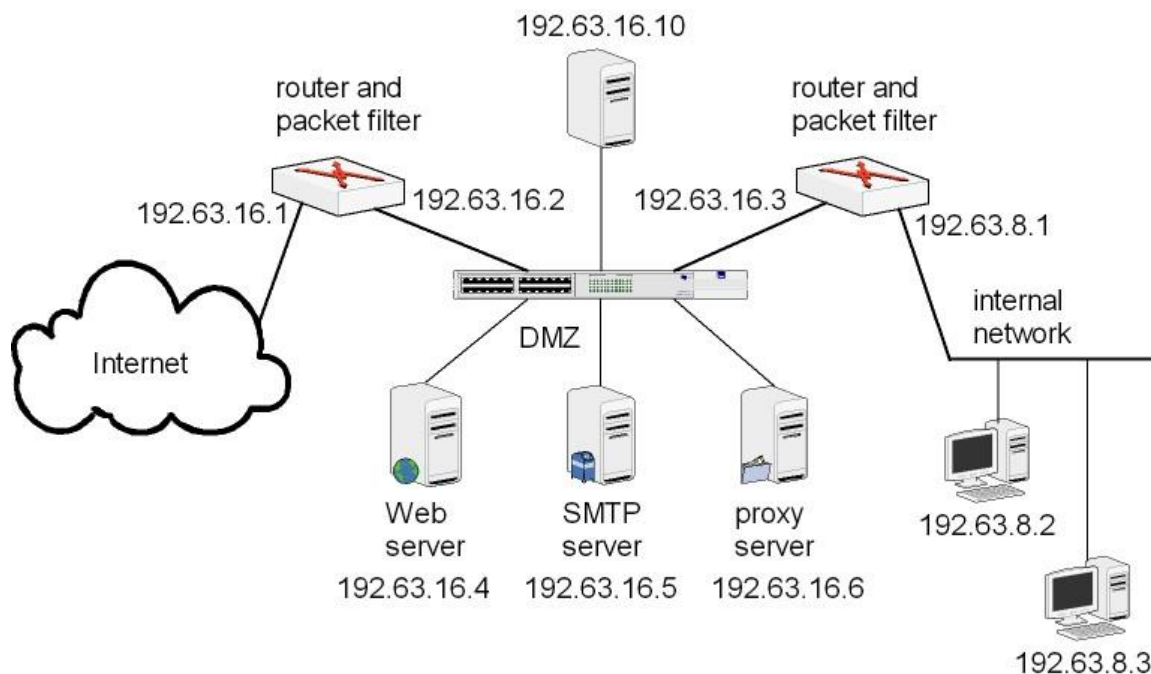 192.63.16.10
router and
packet filter
router and
packet filter
192.63.16.1
192.63.16.2
192.63.16.3
192.63.8.1
internal
network
DMZ
Internet
Web
server
192.63.16.4
SMTP
server
192.63.16.5
proxy
server
192.63.16.6
192.63.8.2
192.63.8.3